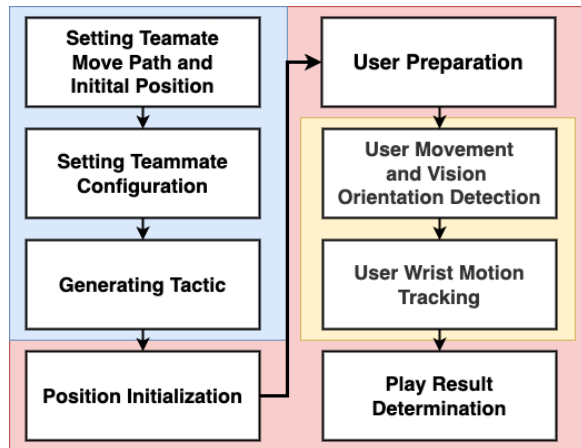 Setting Teamate
Move Path and
Initital Position
Setting Teammate
Configuration
Generating Tactic
Position Initialization
User Preparation
User Movement
and Vision
Orientation Detection
User Wrist Motion
Tracking
Play Result
Determination